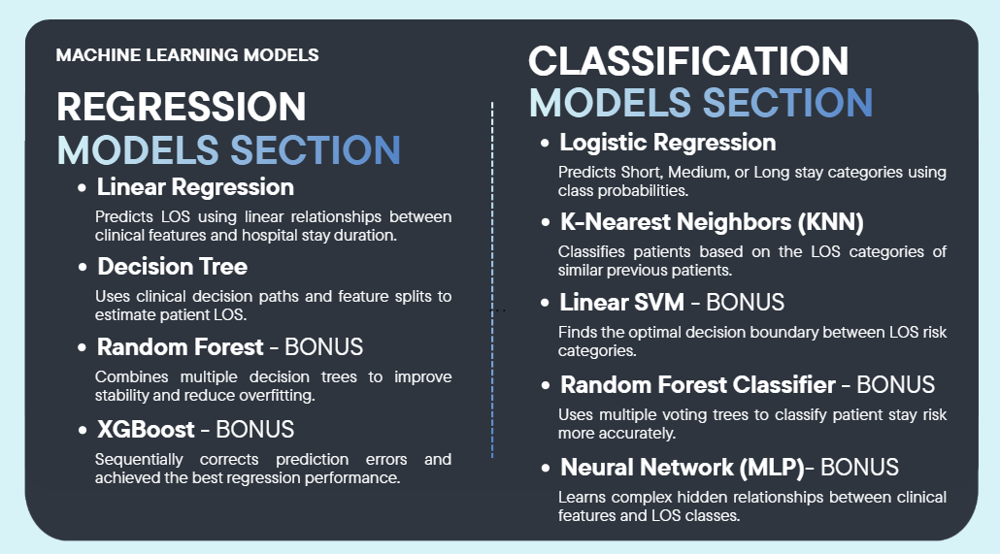 MACHINE LEARNING MODELS
REGRESSION
MODELS SECTION
• Linear Regression
Predicts LOS using linear relationships between
clinical features and hospital stay duration.
• Decision Tree
Uses clinical decision paths and feature splits to
estimate patient LOS.
• Random Forest - BONUS
Combines multiple decision trees to improve
stability and reduce overfitting.
• XGBoost - BONUS
Sequentially corrects prediction errors and
achieved the best regression performance.
...
CLASSIFICATION
MODELS SECTION
• Logistic Regression
Predicts Short, Medium, or Long stay categories using
class probabilities.
• K-Nearest Neighbors (KNN)
Classifies patients based on the LOS categories of
similar previous patients.
• Linear SVM - BONUS
Finds the optimal decision boundary between LOS risk
categories.
• Random Forest Classifier - BONUS
Uses multiple voting trees to classify patient stay risk
more accurately.
• Neural Network (MLP)- BONUS
Learns complex hidden relationships between clinical
features and LOS classes.